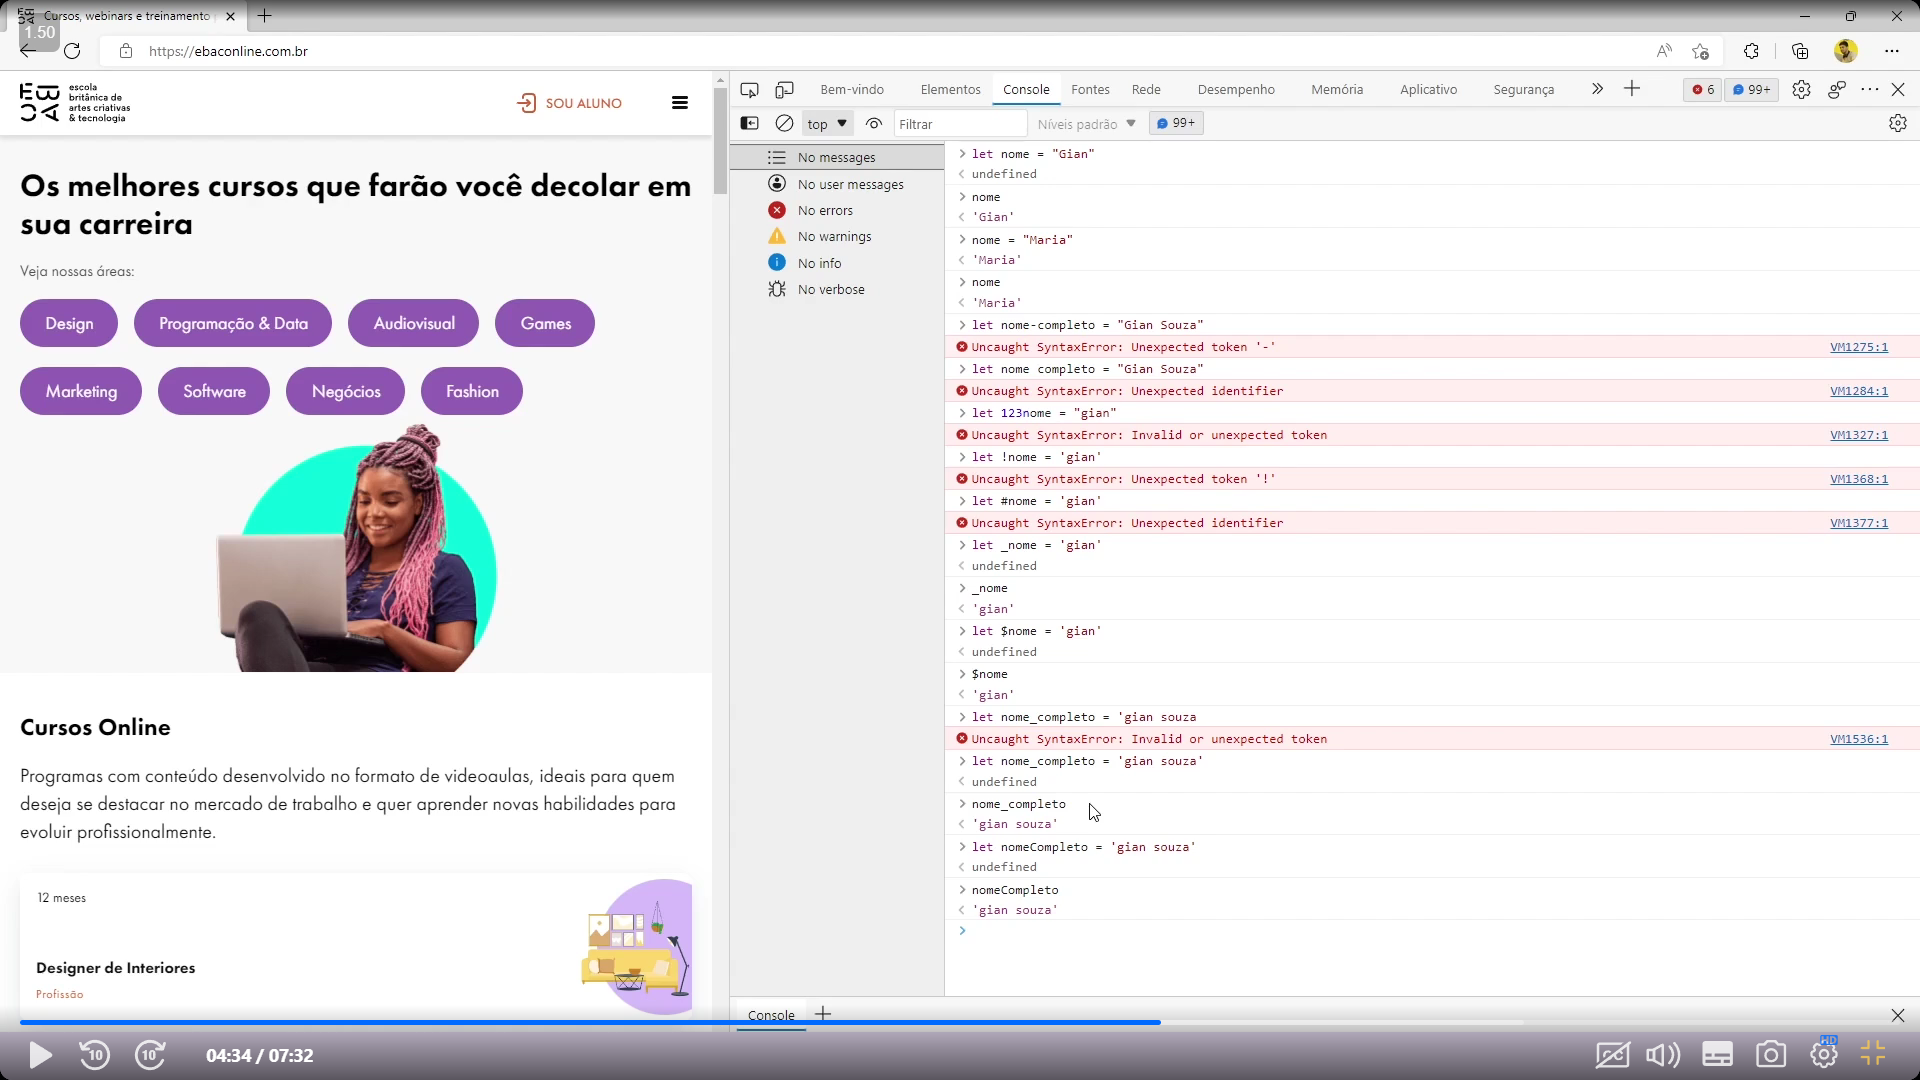 Cursos, webinars e treinamento
1.50
https://ebaconline.com.br
EBAC
escola
britânica de
artes criativas
& tecnologia
SOU ALUNO
Os melhores cursos que farão você decolar em
sua carreira
Veja nossas áreas:
Design Programação & Data Audiovisual Games
Marketing Software Negócios Fashion
Cursos Online
Programas com conteúdo desenvolvido no formato de videoaulas, ideais para quem
deseja se destacar no mercado de trabalho e quer aprender novas habilidades para
evoluir profissionalmente.
12 meses
Designer de Interiores
Profissão
Bem-vindo Elementos Console Fontes Rede Desempenho Memória Aplicativo Segurança 6 99+
top Filtrar Níveis padrão 99+
No messages
No user messages
No errors
No warnings
No info
No verbose
let nome = "Gian"
undefined
nome
'Gian'
nome = "Maria"
'Maria'
nome
'Maria'
let nome-completo = "Gian Souza"
Uncaught SyntaxError: Unexpected token '-' VM1275:1
let nome completo = "Gian Souza"
Uncaught SyntaxError: Unexpected identifier VM1284:1
let 123nome = "gian"
Uncaught SyntaxError: Invalid or unexpected token VM1327:1
let !nome = 'gian'
Uncaught SyntaxError: Unexpected token '!' VM1368:1
let #nome = 'gian'
Uncaught SyntaxError: Unexpected identifier VM1377:1
let _nome = 'gian'
undefined
_nome
'gian'
let $nome = 'gian'
undefined
$nome
'gian'
let nome_completo = 'gian souza
Uncaught SyntaxError: Invalid or unexpected token VM1536:1
let nome_completo = 'gian souza'
undefined
nome_completo
'gian souza'
let nomeCompleto = 'gian souza'
undefined
nomeCompleto
'gian souza'
Console
10 10 04:34 / 07:32 HD